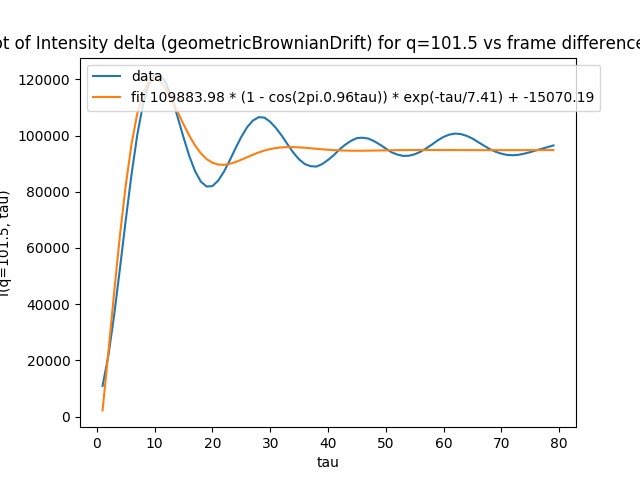 ot of Intensity delta (geometricBrownianDrift) for q=101.5 vs frame difference
data
fit 109883.98 * (1 - cos(2pi.0.96tau)) * exp(-tau/7.41) + -15070.19
120000
100000
80000
60000
40000
20000
0
I(q=101.5, tau)
0 10 20 30 40 50 60 70 80
tau